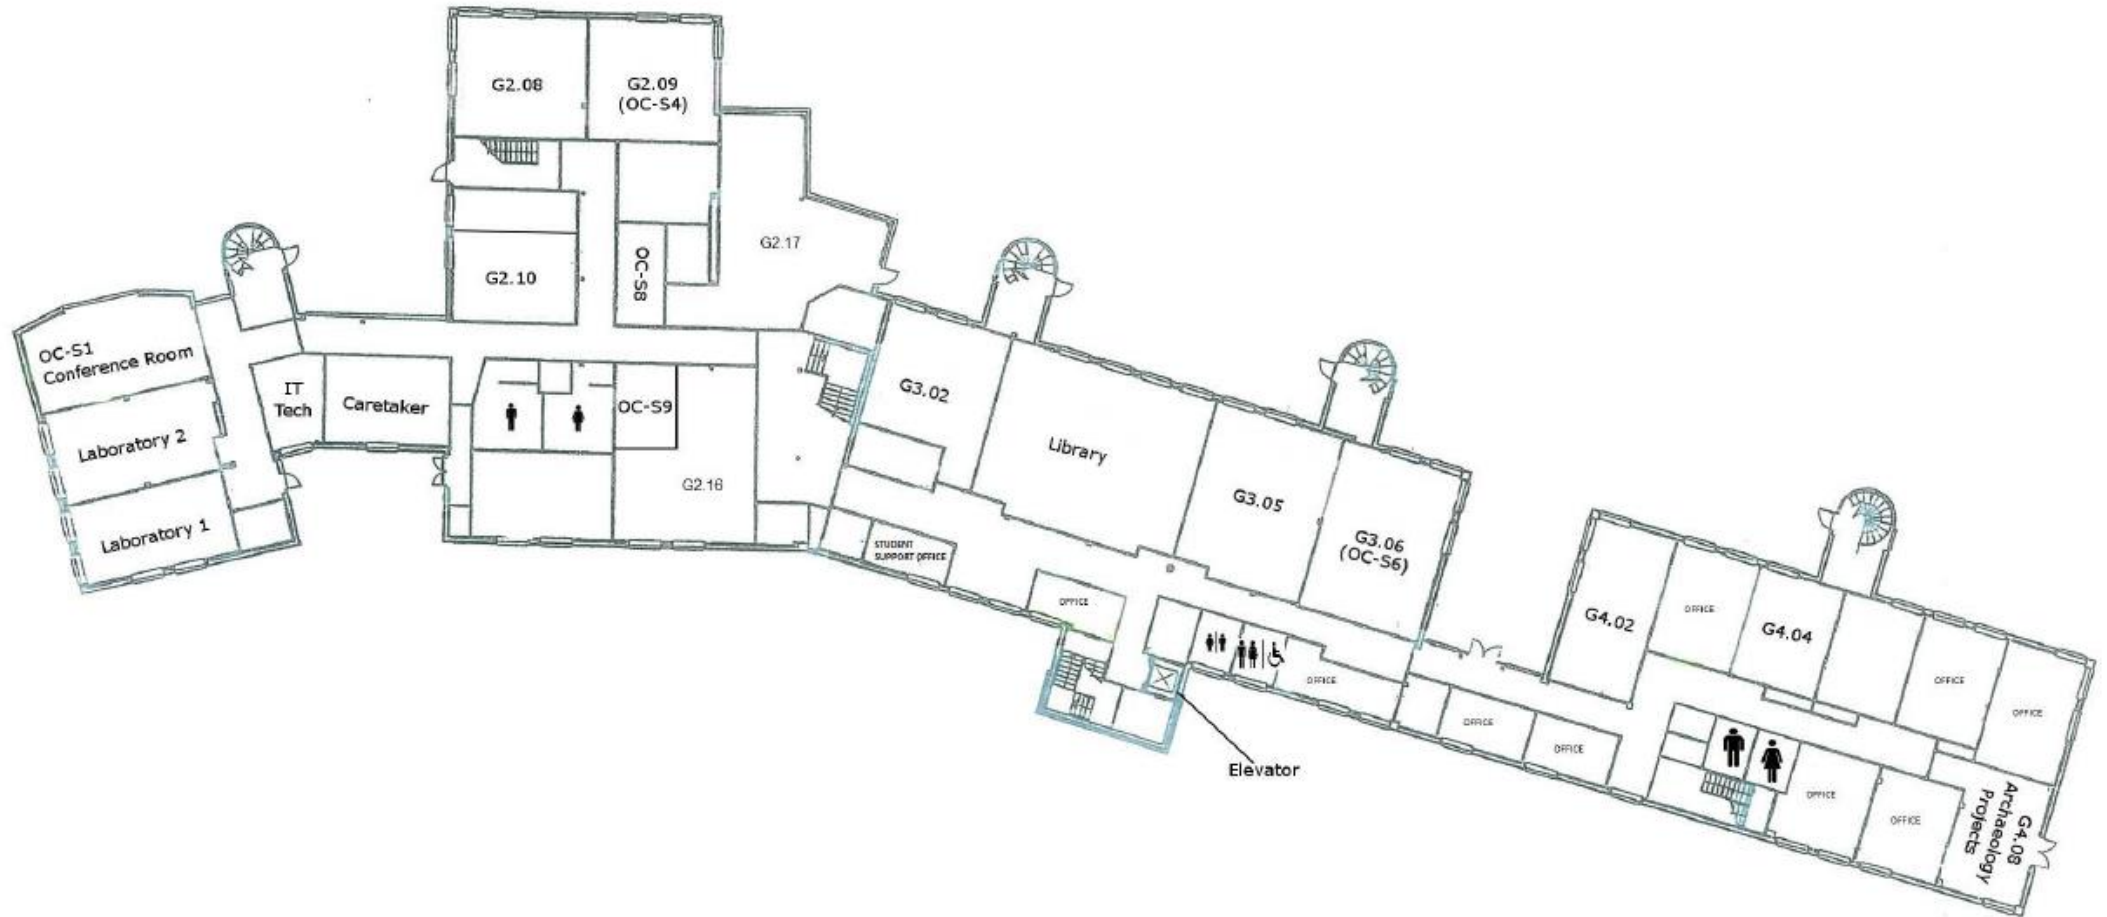 G2.08
G2.09
(OC-S4)
G2.17
G2.10
OC-S8
OC-S1
Conference Room
IT
Tech
Caretaker
OC-S9
Laboratory 2
Laboratory 1
G2.16
G3.02
Library
G3.05
G3.06
(OC-S6)
STUDENT
SUPPORT OFFICE
OFFICE
OFFICE
Elevator
G4.02
OFFICE
G4.04
OFFICE
OFFICE
OFFICE
OFFICE
OFFICE
OFFICE
G4.08
Archaeology
Projects